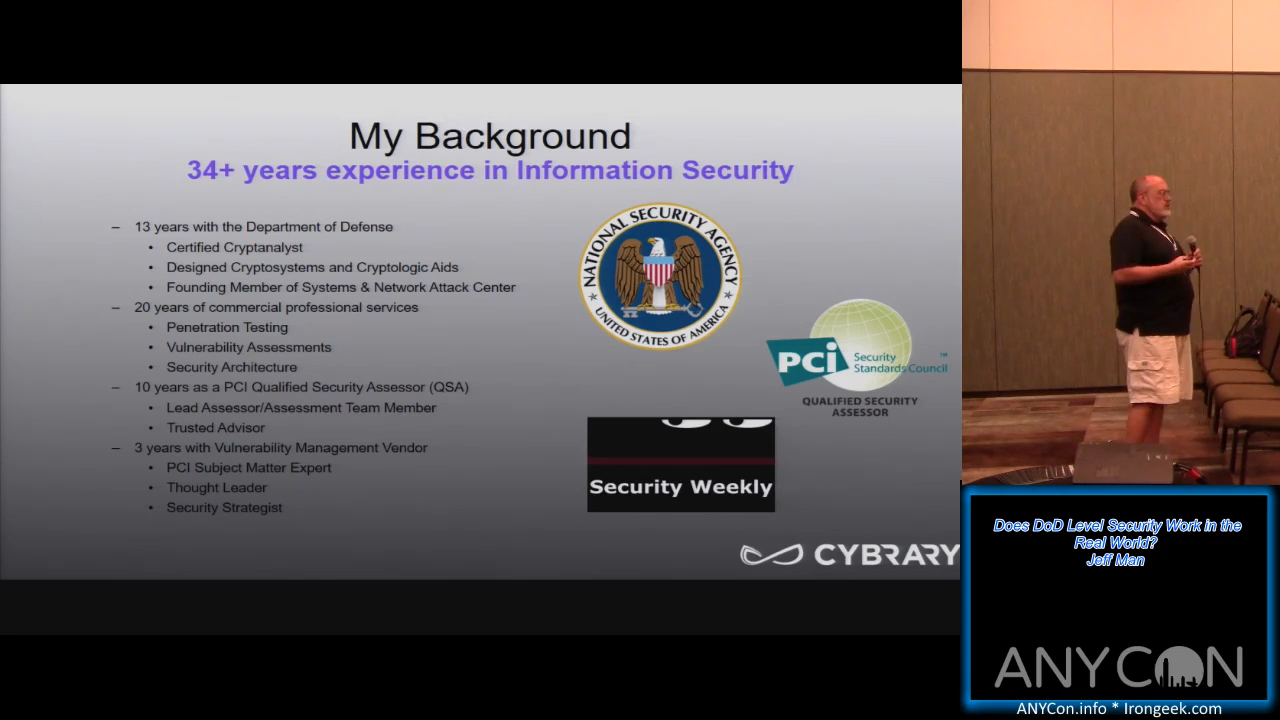 My Background
34+ years experience in Information Security
– 13 years with the Department of Defense
• Certified Cryptanalyst
• Designed Cryptosystems and Cryptologic Aids
• Founding Member of Systems & Network Attack Center
– 20 years of commercial professional services
• Penetration Testing
• Vulnerability Assessments
• Security Architecture
– 10 years as a PCI Qualified Security Assessor (QSA)
• Lead Assessor/Assessment Team Member
• Trusted Advisor
– 3 years with Vulnerability Management Vendor
• PCI Subject Matter Expert
• Thought Leader
• Security Strategist
NATIONAL SECURITY AGENCY
UNITED STATES OF AMERICA
PCi
Security
Standards Council
™
QUALIFIED SECURITY
ASSESSOR
Security Weekly
CYBRARY
Does DoD Level Security Work in the
Real World?
Jeff Man
ANYCON
ANYCon.info * Irongeek.com